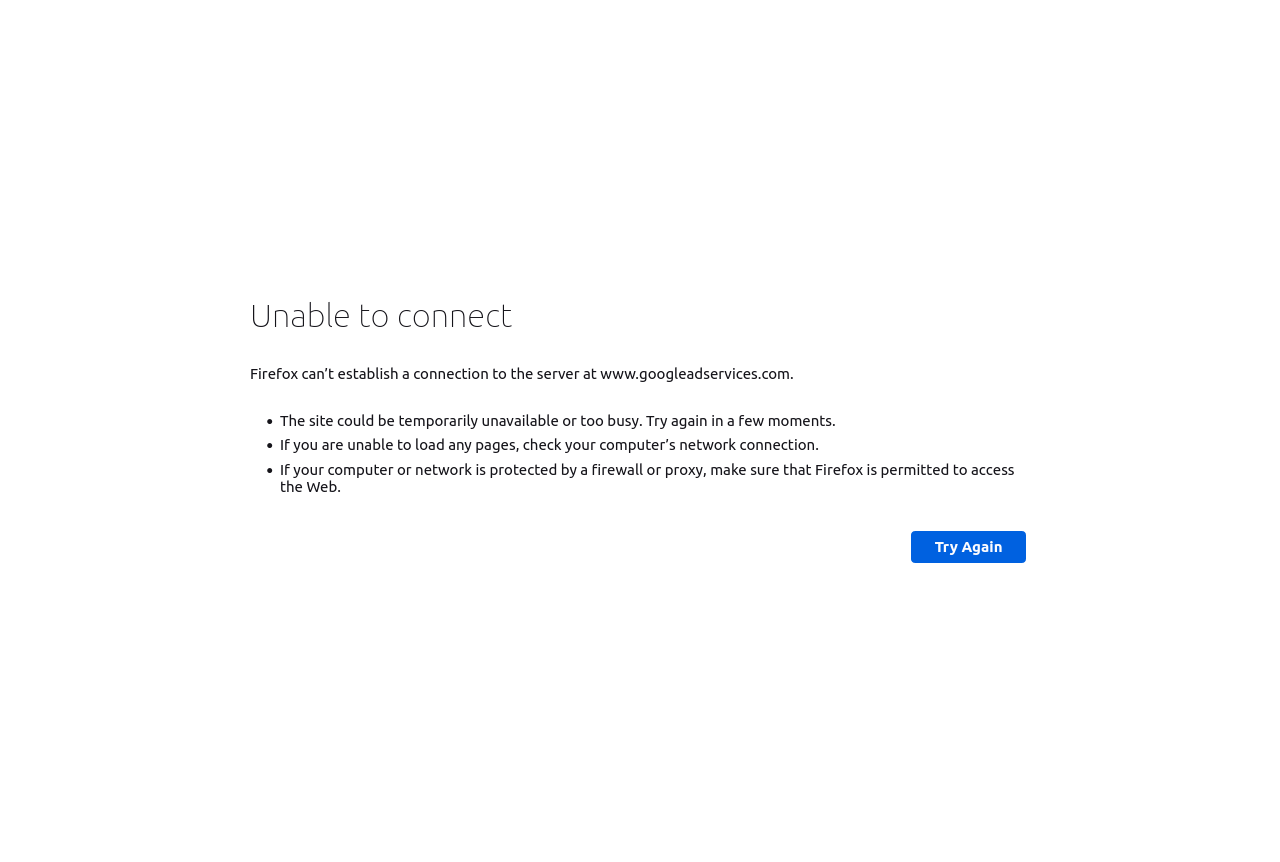 Unable to connect
Firefox can’t establish a connection to the server at www.googleadservices.com.
• The site could be temporarily unavailable or too busy. Try again in a few moments.
• If you are unable to load any pages, check your computer’s network connection.
• If your computer or network is protected by a firewall or proxy, make sure that Firefox is permitted to access
the Web.
Try Again